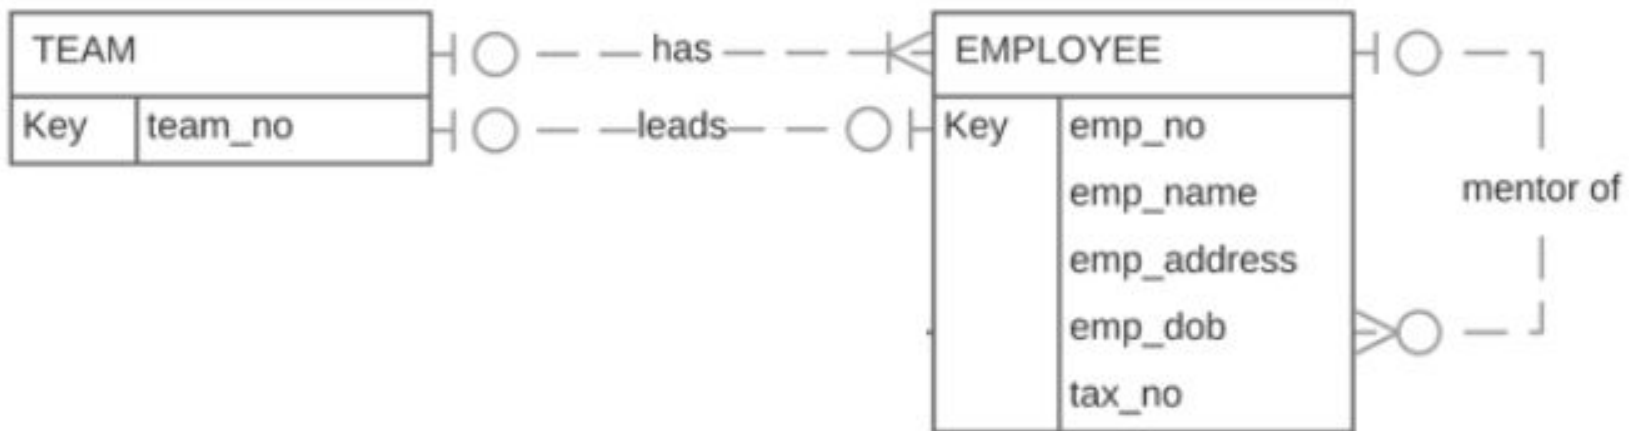 TEAM
has
EMPLOYEE
Key
team_no
leads
Key
emp_no
emp_name
mentor of
emp_address
emp_dob
tax_no